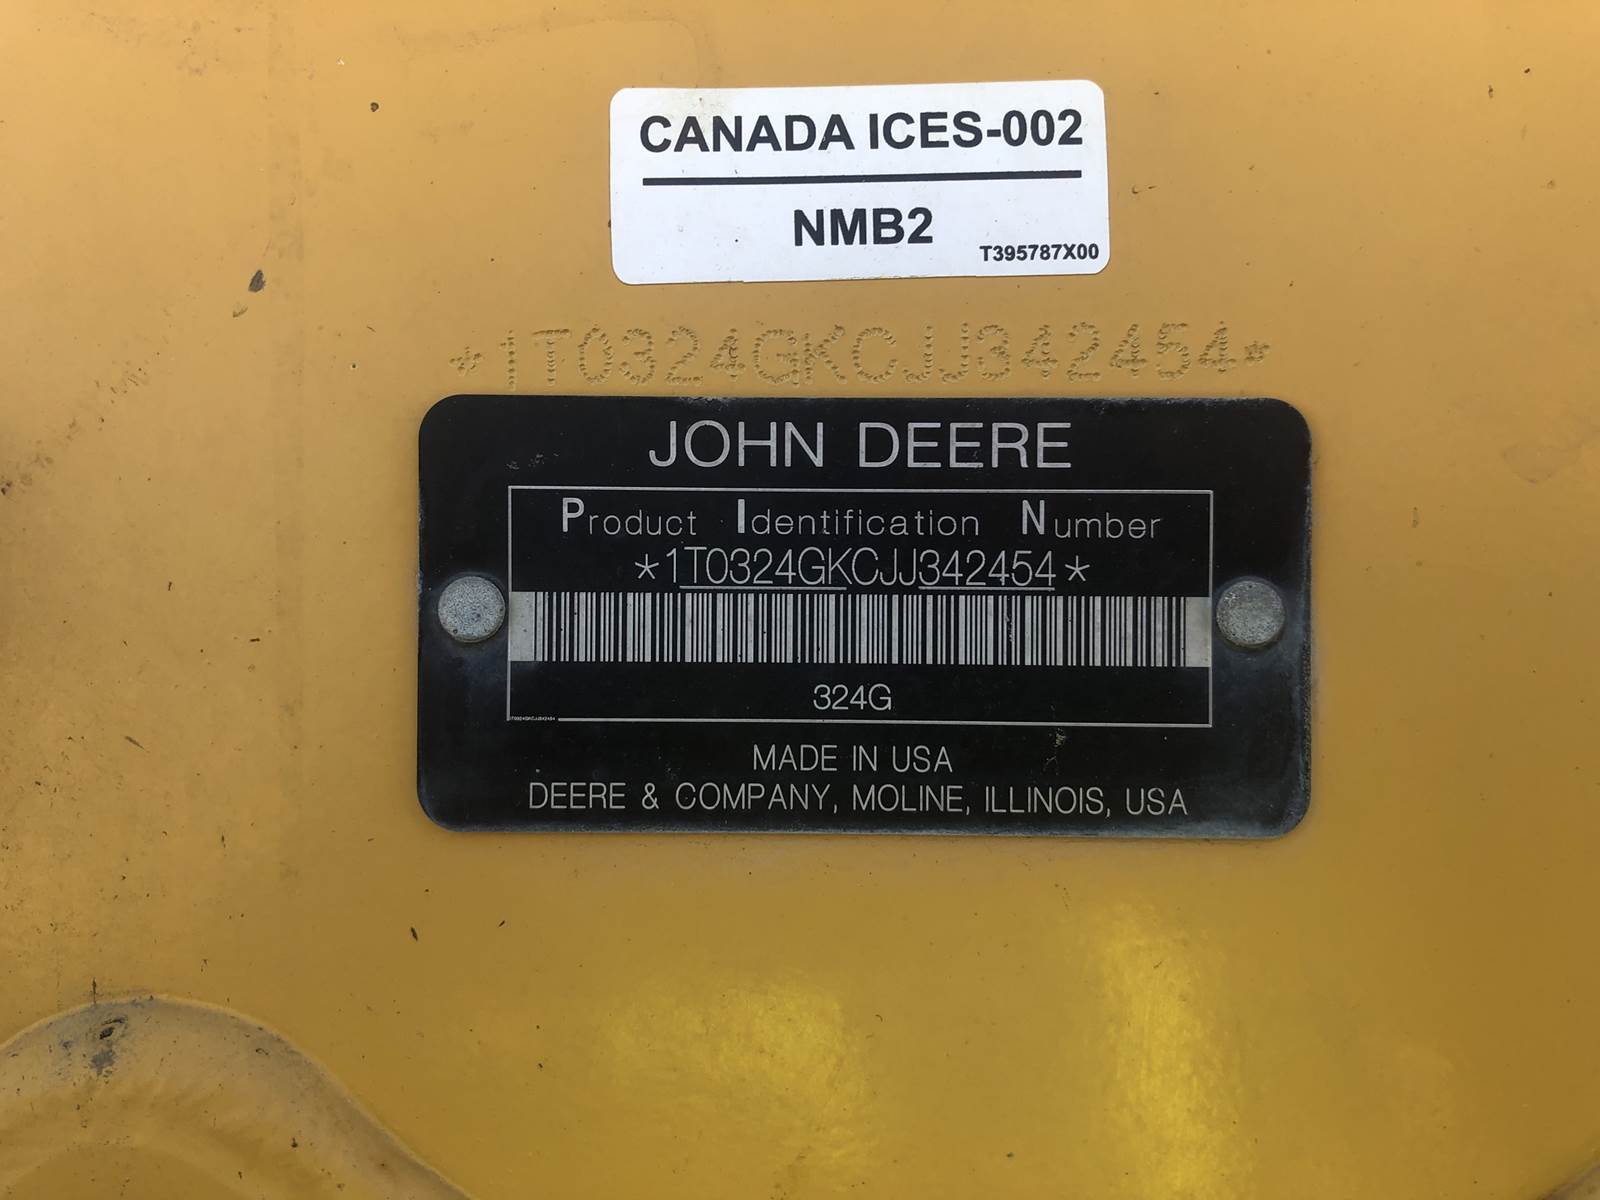 CANADA ICES-002
NMB2
T395787X00
*1T0324GKCJJ342454*
JOHN DEERE
Product Identification Number
*1T0324GKCJJ342454*
324G
1T0324GKCJJ342454
MADE IN USA
DEERE & COMPANY, MOLINE, ILLINOIS, USA